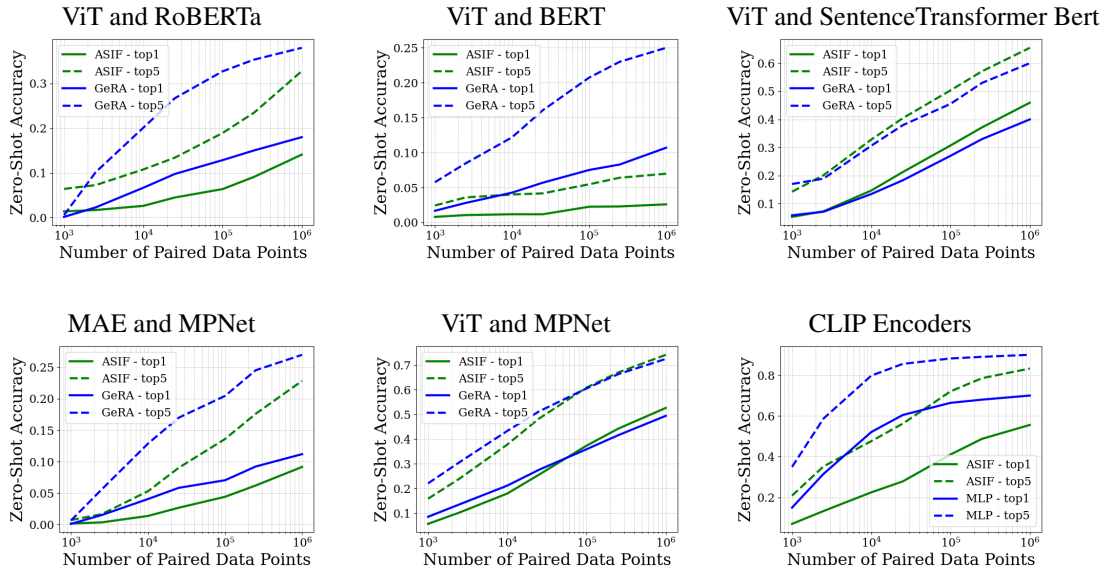 ViT and RoBERTa
ASIF - top1
ASIF - top5
GeRA - top1
GeRA - top5
Zero-Shot Accuracy
0.3
0.2
0.1
0.0
10³ 10⁴ 10⁵ 10⁶
Number of Paired Data Points
ViT and BERT
ASIF - top1
ASIF - top5
GeRA - top1
GeRA - top5
Zero-Shot Accuracy
0.25
0.20
0.15
0.10
0.05
0.00
10³ 10⁴ 10⁵ 10⁶
Number of Paired Data Points
ViT and SentenceTransformer Bert
ASIF - top1
ASIF - top5
GeRA - top1
GeRA - top5
Zero-Shot Accuracy
0.6
0.5
0.4
0.3
0.2
0.1
10³ 10⁴ 10⁵ 10⁶
Number of Paired Data Points
MAE and MPNet
ASIF - top1
ASIF - top5
GeRA - top1
GeRA - top5
Zero-Shot Accuracy
0.25
0.20
0.15
0.10
0.05
0.00
10³ 10⁴ 10⁵ 10⁶
Number of Paired Data Points
ViT and MPNet
ASIF - top1
ASIF - top5
GeRA - top1
GeRA - top5
Zero-Shot Accuracy
0.7
0.6
0.5
0.4
0.3
0.2
0.1
10³ 10⁴ 10⁵ 10⁶
Number of Paired Data Points
CLIP Encoders
Zero-Shot Accuracy
0.8
0.6
0.4
0.2
ASIF - top1
ASIF - top5
MLP - top1
MLP - top5
10³ 10⁴ 10⁵ 10⁶
Number of Paired Data Points